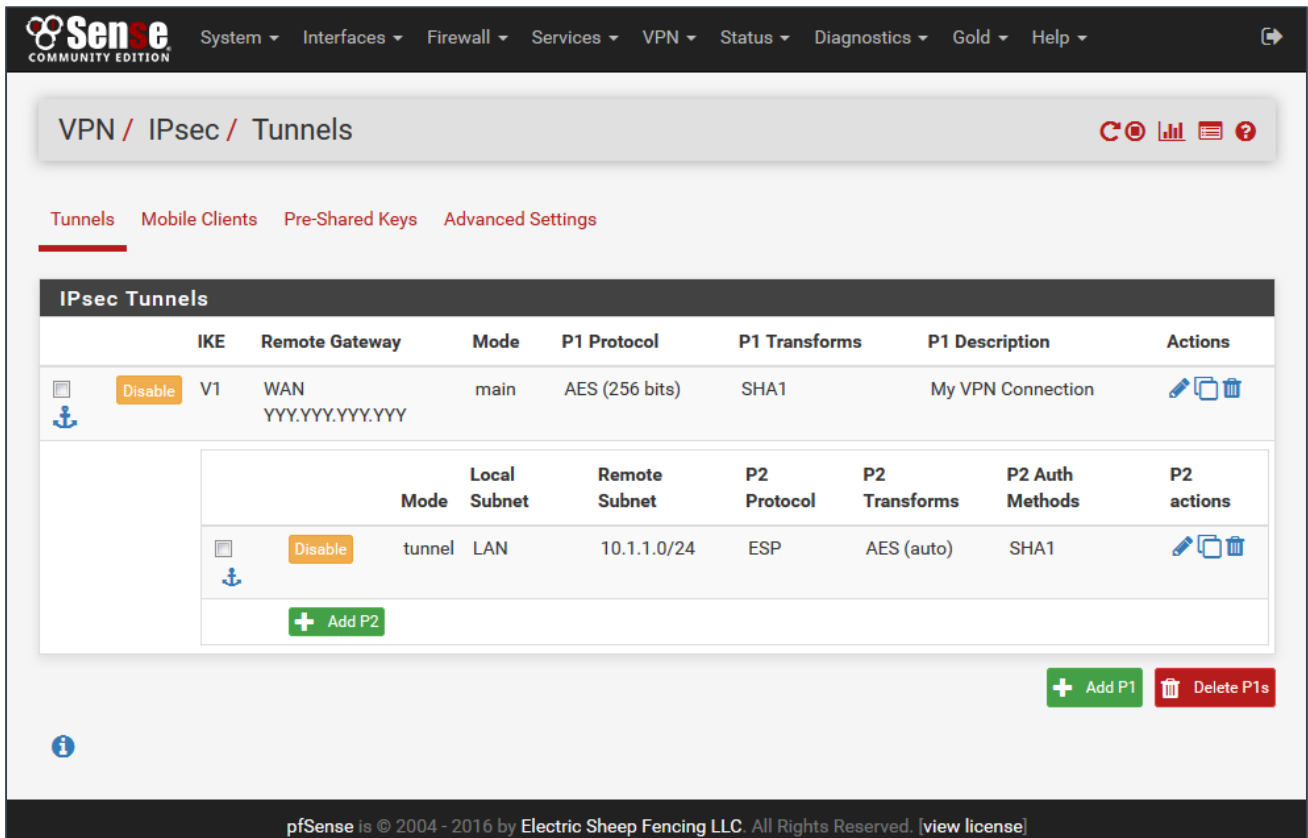 Sense
COMMUNITY EDITION
System Interfaces Firewall Services VPN Status Diagnostics Gold Help
VPN / IPsec / Tunnels
Tunnels Mobile Clients Pre-Shared Keys Advanced Settings
IPsec Tunnels
IKE Remote Gateway Mode P1 Protocol P1 Transforms P1 Description Actions
Disable V1 WAN main AES (256 bits) SHA1 My VPN Connection
YYY.YYY.YYY.YYY
Local Remote P2 P2 P2 Auth P2
Mode Subnet Subnet Protocol Transforms Methods actions
Disable tunnel LAN 10.1.1.0/24 ESP AES (auto) SHA1
Add P2
Add P1 Delete P1s
pfSense is © 2004 - 2016 by Electric Sheep Fencing LLC. All Rights Reserved. [view license]